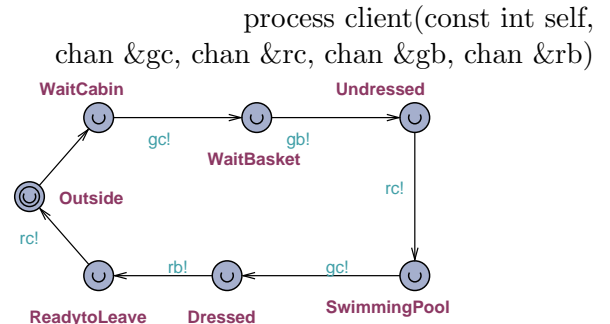 process client(const int self,
chan &gc, chan &rc, chan &gb, chan &rb)
WaitCabin
Undressed
gc!
gb!
WaitBasket
rc!
Outside
rc!
rb!
gc!
ReadytoLeave
Dressed
SwimmingPool